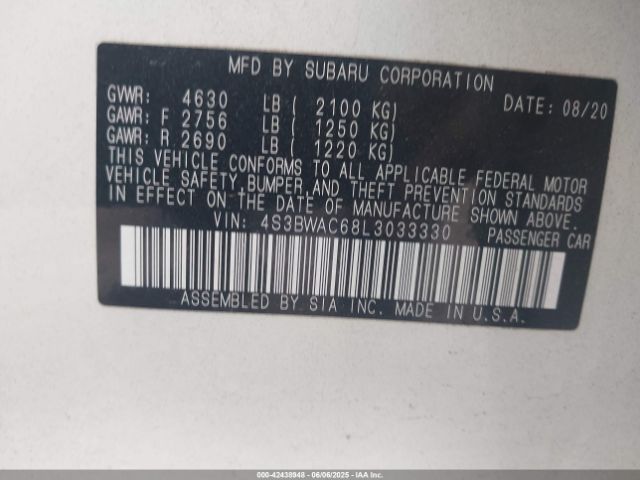 MFD BY SUBARU CORPORATION
GVWR: 4630 LB ( 2100 KG) DATE: 08/20
GAWR: F 2756 LB ( 1250 KG)
GAWR: R 2690 LB ( 1220 KG)
THIS VEHICLE CONFORMS TO ALL APPLICABLE FEDERAL MOTOR
VEHICLE SAFETY,BUMPER,AND THEFT PREVENTION STANDARDS
IN EFFECT ON THE DATE OF MANUFACTURE SHOWN ABOVE.
VIN: 4S3BWAC68L3033330 PASSENGER CAR
ASSEMBLED BY SIA INC. MADE IN U.S.A.
000-42438948 - 06/06/2025 - IAA Inc.